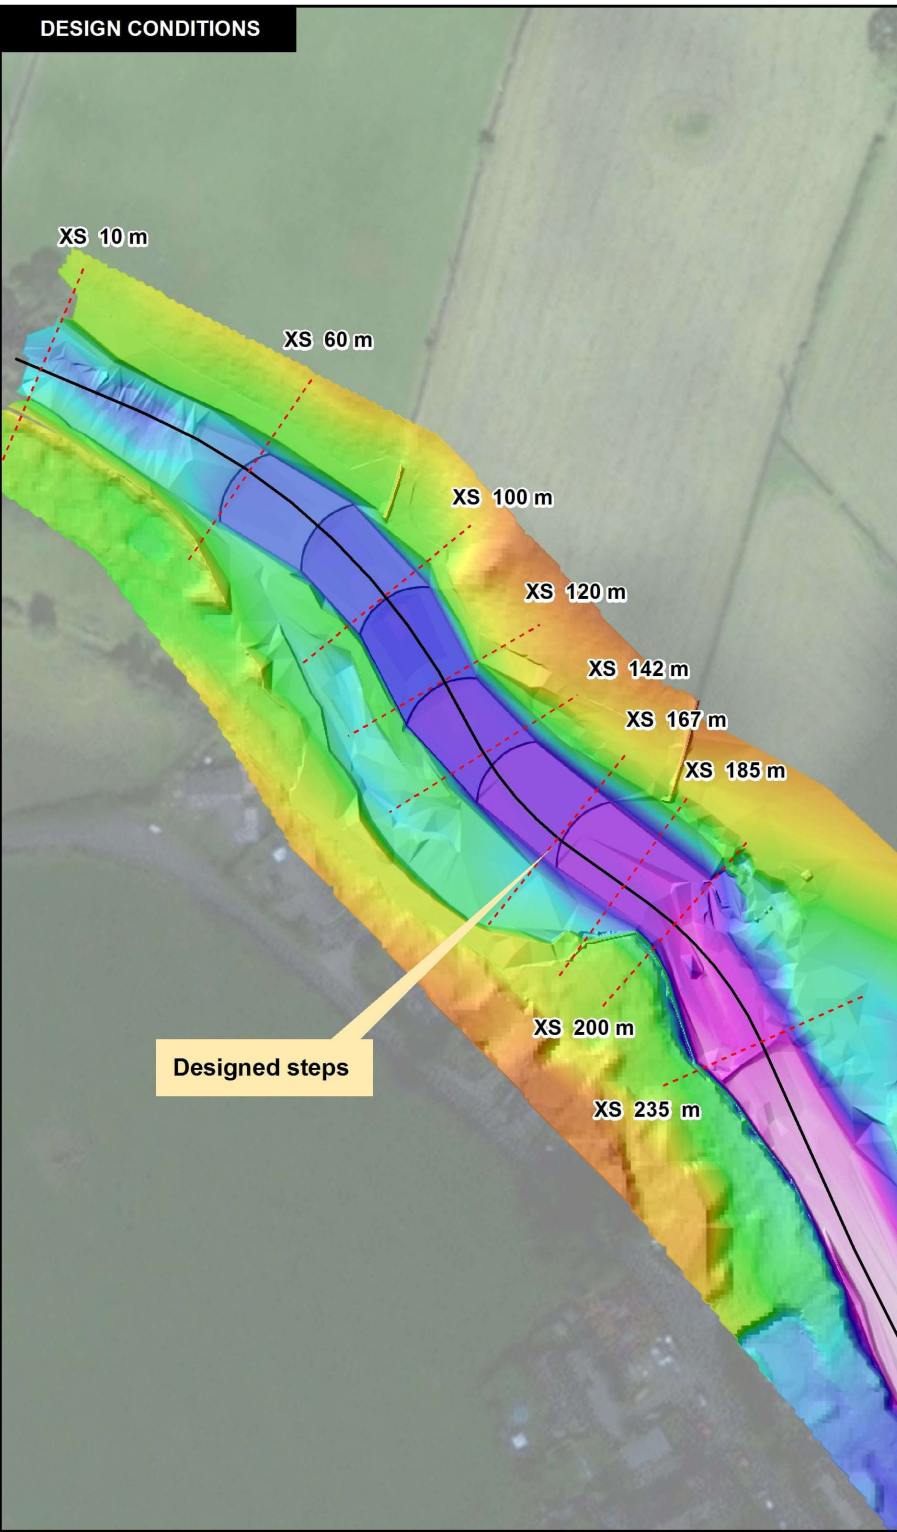 DESIGN CONDITIONS
XS 10 m
XS 60 m
XS 100 m
XS 120 m
XS 142 m
XS 167 m
XS 185 m
XS 200 m
Designed steps
XS 235 m